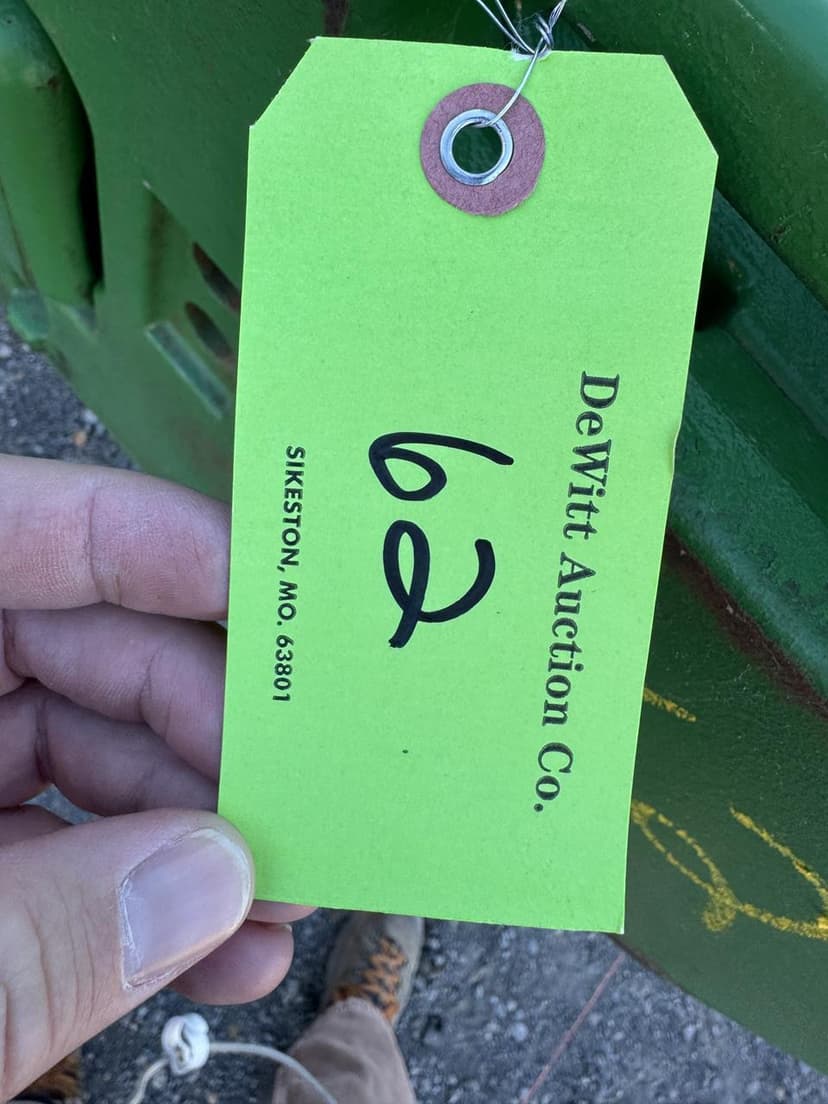 DeWitt Auction Co.
62
SIKESTON, MO. 63801